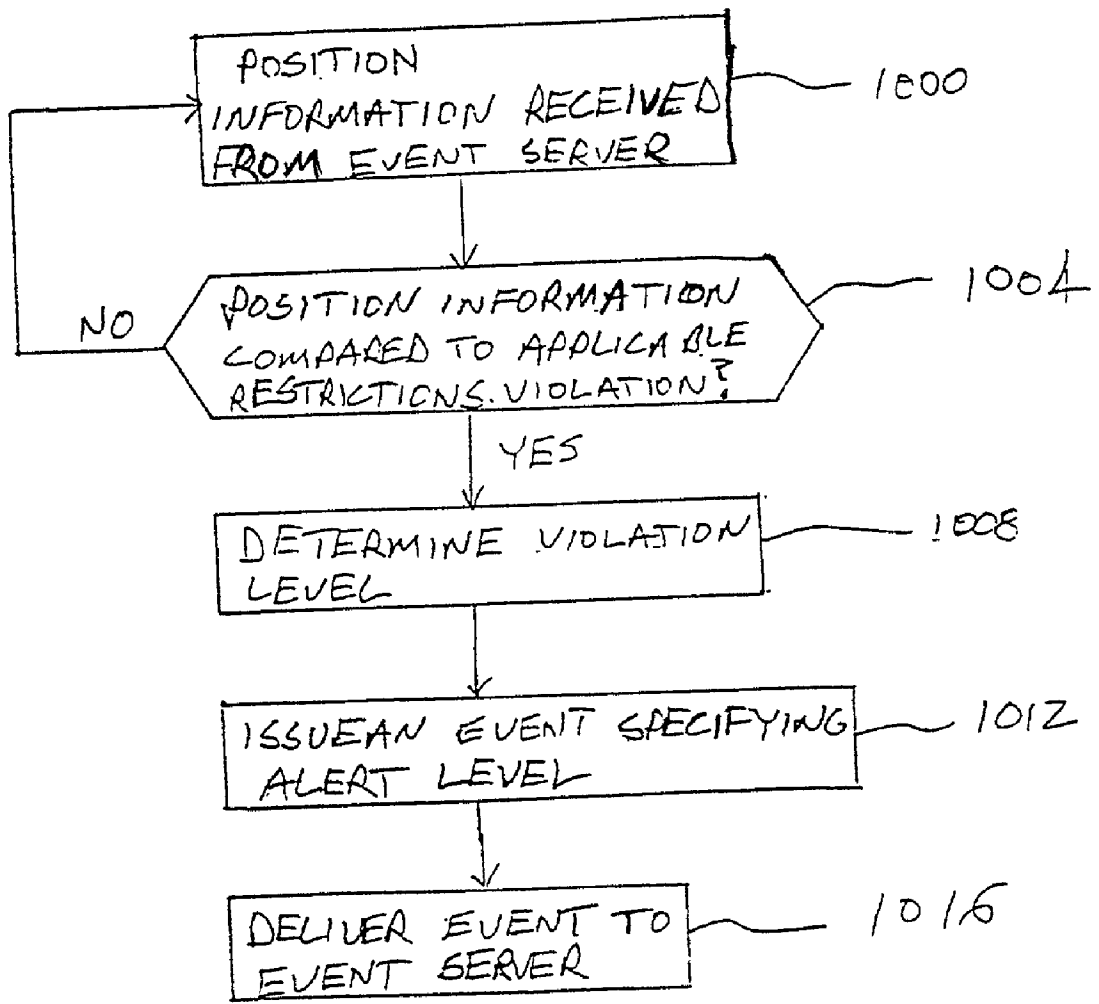 POSITION
INFORMATION RECEIVED
FROM EVENT SERVER
1000
POSITION INFORMATION
COMPARED TO APPLICABLE
RESTRICTIONS. VIOLATION?
1004
NO
YES
DETERMINE VIOLATION
LEVEL
1008
ISSUEAN EVENT SPECIFYING
ALERT LEVEL
1012
DELIVER EVENT TO
EVENT SERVER
1016